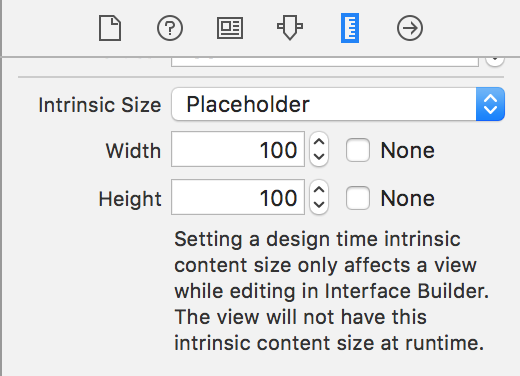 Intrinsic Size Placeholder
Width 100 None
Height 100 None
Setting a design time intrinsic
content size only affects a view
while editing in Interface Builder.
The view will not have this
intrinsic content size at runtime.